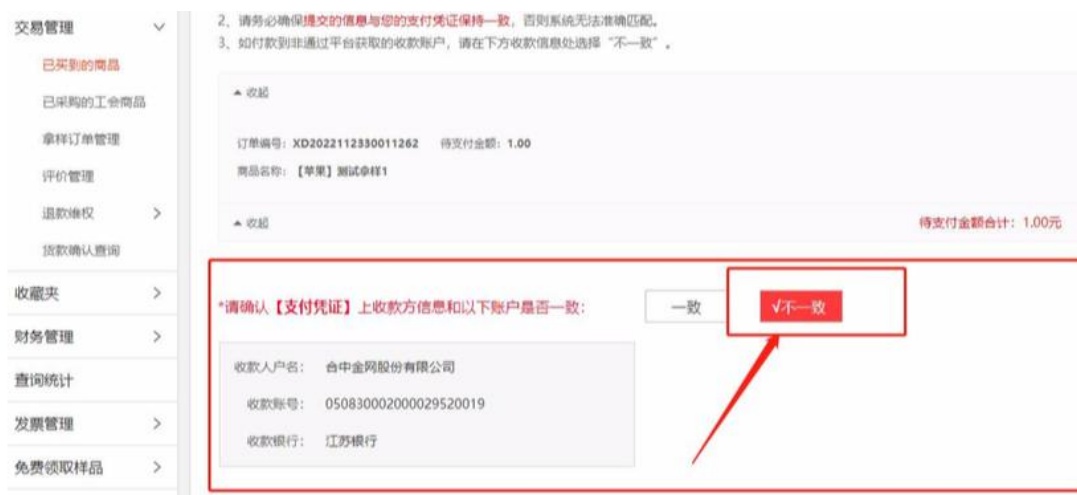 交易管理
已买到的商品
已采购的工会商品
拿样订单管理
评价管理
退款维权
货款确认查询
收藏夹
财务管理
查询统计
发票管理
免费领取样品
2、请务必确保提交的信息与您的支付凭证保持一致，否则系统无法准确匹配。
3、如付款到非通过平台获取的收款账户，请在下方收款信息处选择“不一致”。
收起
订单编号：XD2022112330011262 待支付金额：1.00
商品名称：【苹果】测试拿样1
收起
待支付金额合计：1.00元
*请确认【支付凭证】上收款方信息和以下账户是否一致：
一致
√不一致
收款人户名： 合中金网股份有限公司
收款账号： 050830002000029520019
收款银行： 江苏银行